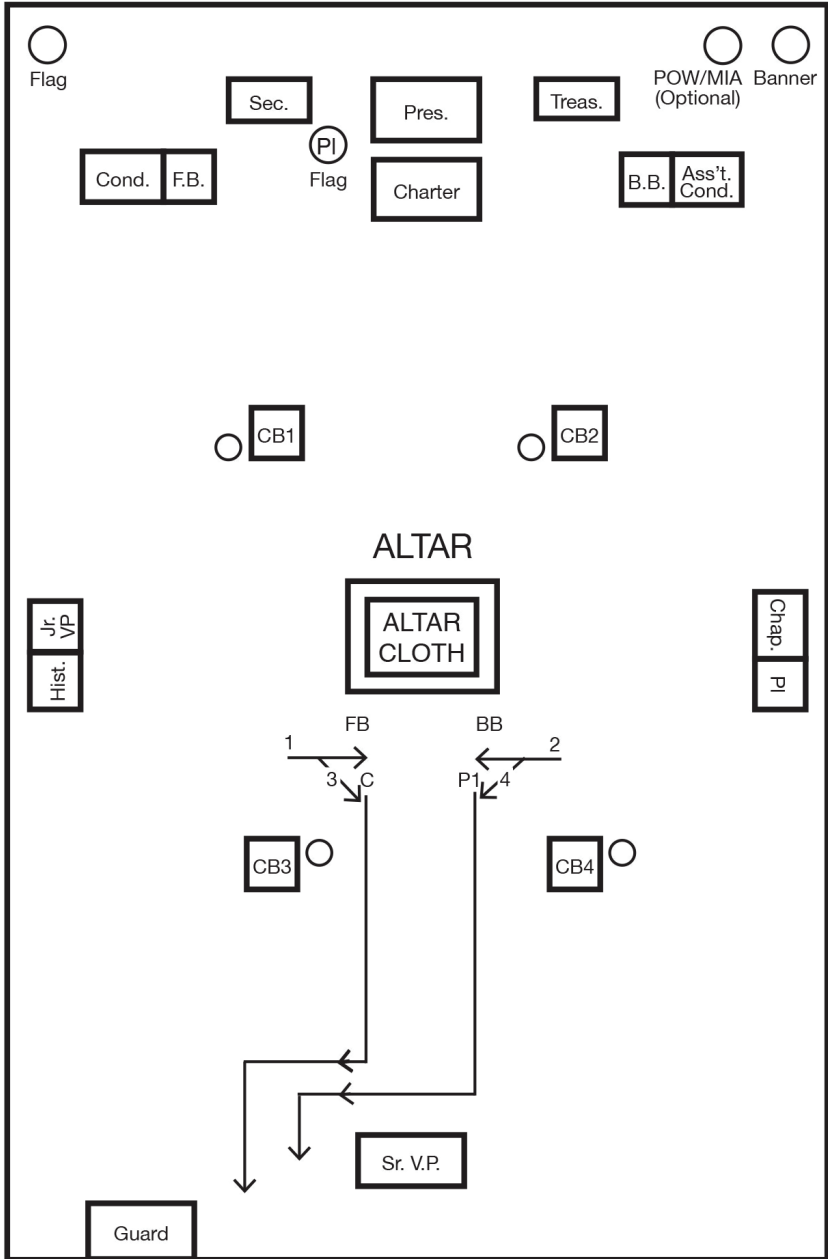 Flag
POW/MIA
(Optional)
Banner
Sec.
Pres.
Treas.
PI
Flag
Cond.
F.B.
Charter
B.B.
Ass't.
Cond.
CB1
CB2
ALTAR
ALTAR
CLOTH
Jr.
VP
Hist.
Chap.
PI
FB
BB
1
2
3
C
P1
4
CB3
CB4
Sr. V.P.
Guard